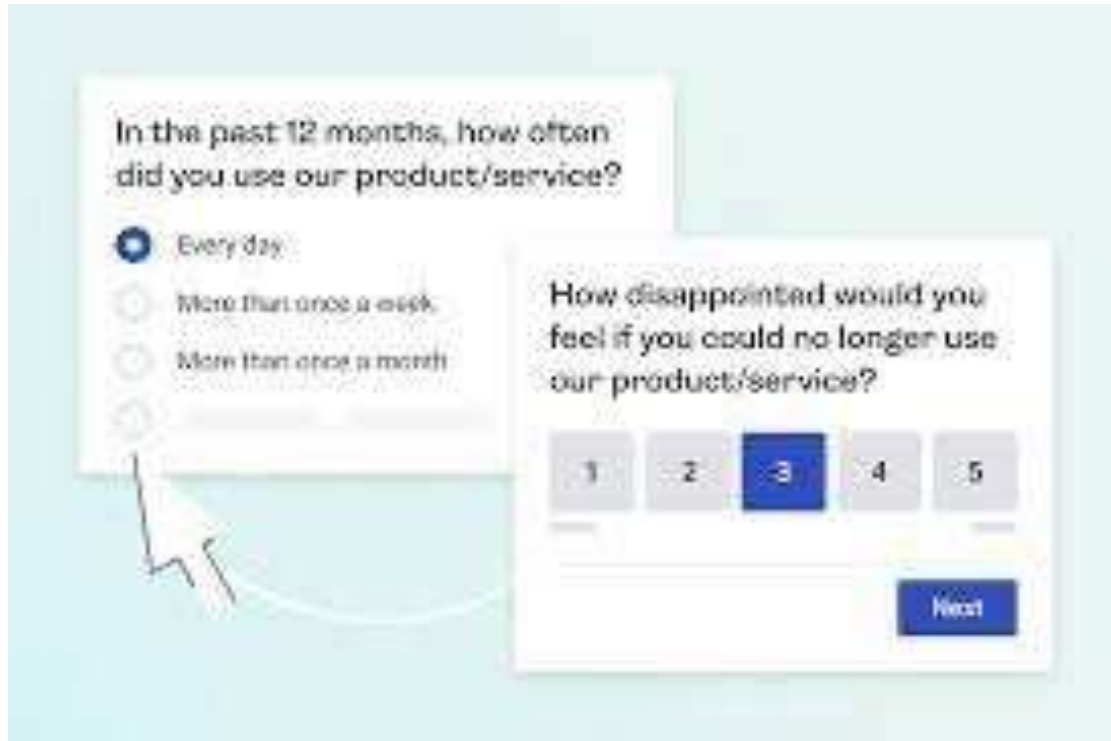 In the past 12 months, how often
did you use our product/service?
Every day
More than once a week
More than once a month
How disappointed would you
feel if you could no longer use
our product/service?
1 2 3 4 5
Next